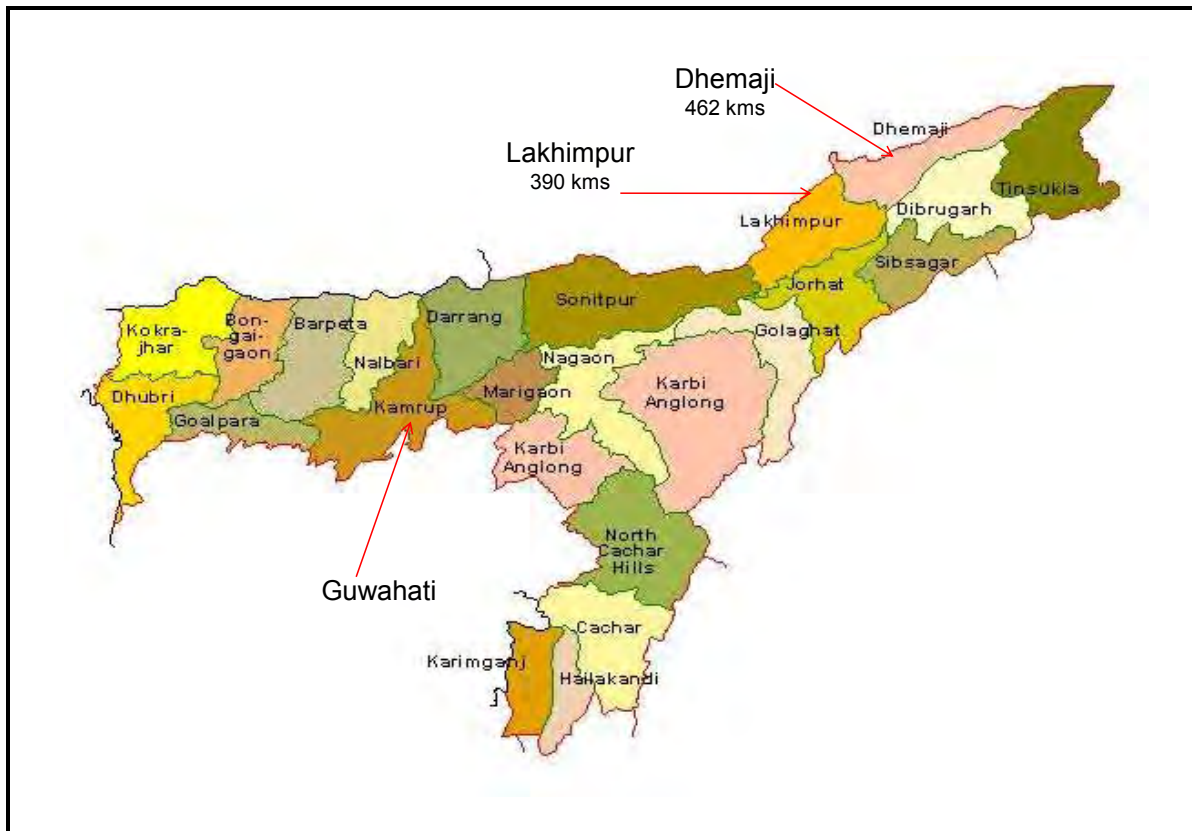 Dhemaji
462 kms
Lakhimpur
390 kms
Dhemaji
Tinsukia
Dibrugarh
Lakhimpur
Sibsagar
Jorhat
Sonitpur
Golaghat
Darrang
Barpeta
Bon-
gai-
gaon
Kokra-
jhar
Nalbari
Nagaon
Marigaon
Karbi
Anglong
Dhubri
Goalpara
Kamrup
Karbi
Anglong
North
Cachar
Hills
Guwahati
Cachar
Karimganj
Hailakandi